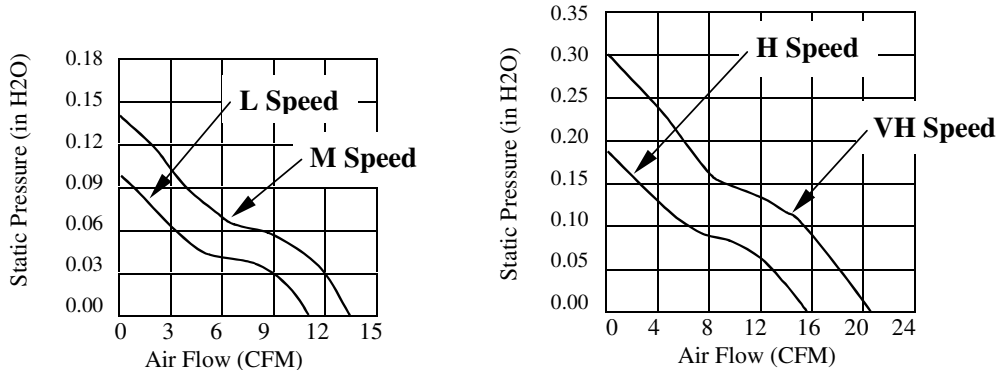 Static Pressure (in H2O)
0.18
0.15
0.12
0.09
0.06
0.03
0.00
L Speed
M Speed
0 3 6 9 12 15
Air Flow (CFM)
Static Pressure (in H2O)
0.35
0.30
0.25
0.20
0.15
0.10
0.05
0.00
H Speed
VH Speed
0 4 8 12 16 20 24
Air Flow (CFM)